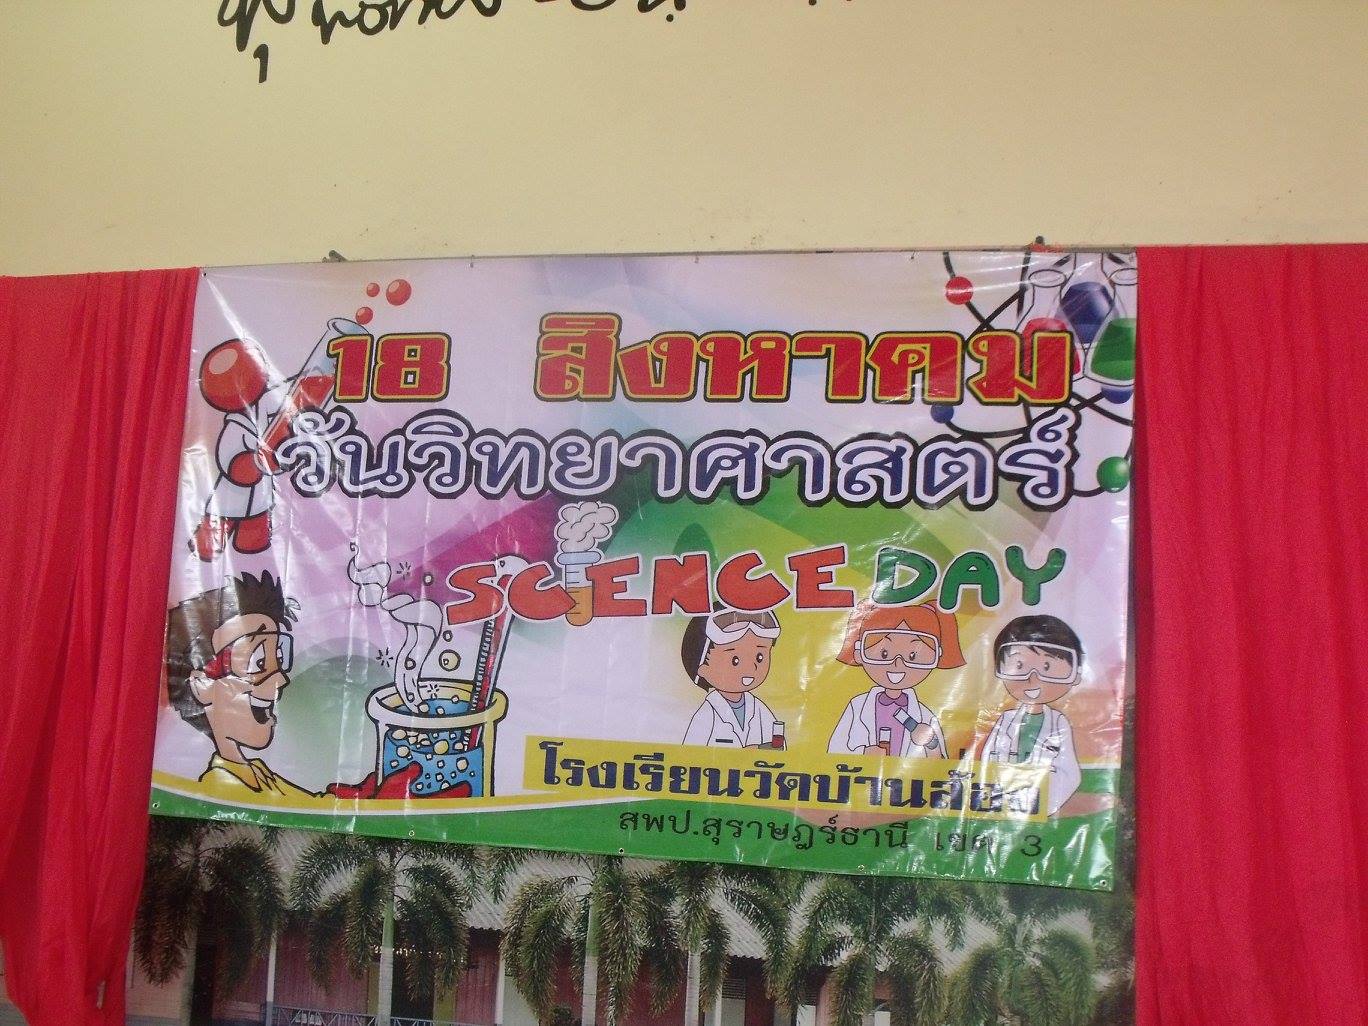 18 สิงหาคม
วันวิทยาศาสตร์
SCIENCE DAY
โรงเรียนวัดบ้านส้อง
สพป.สุราษฎร์ธานี เขต 3